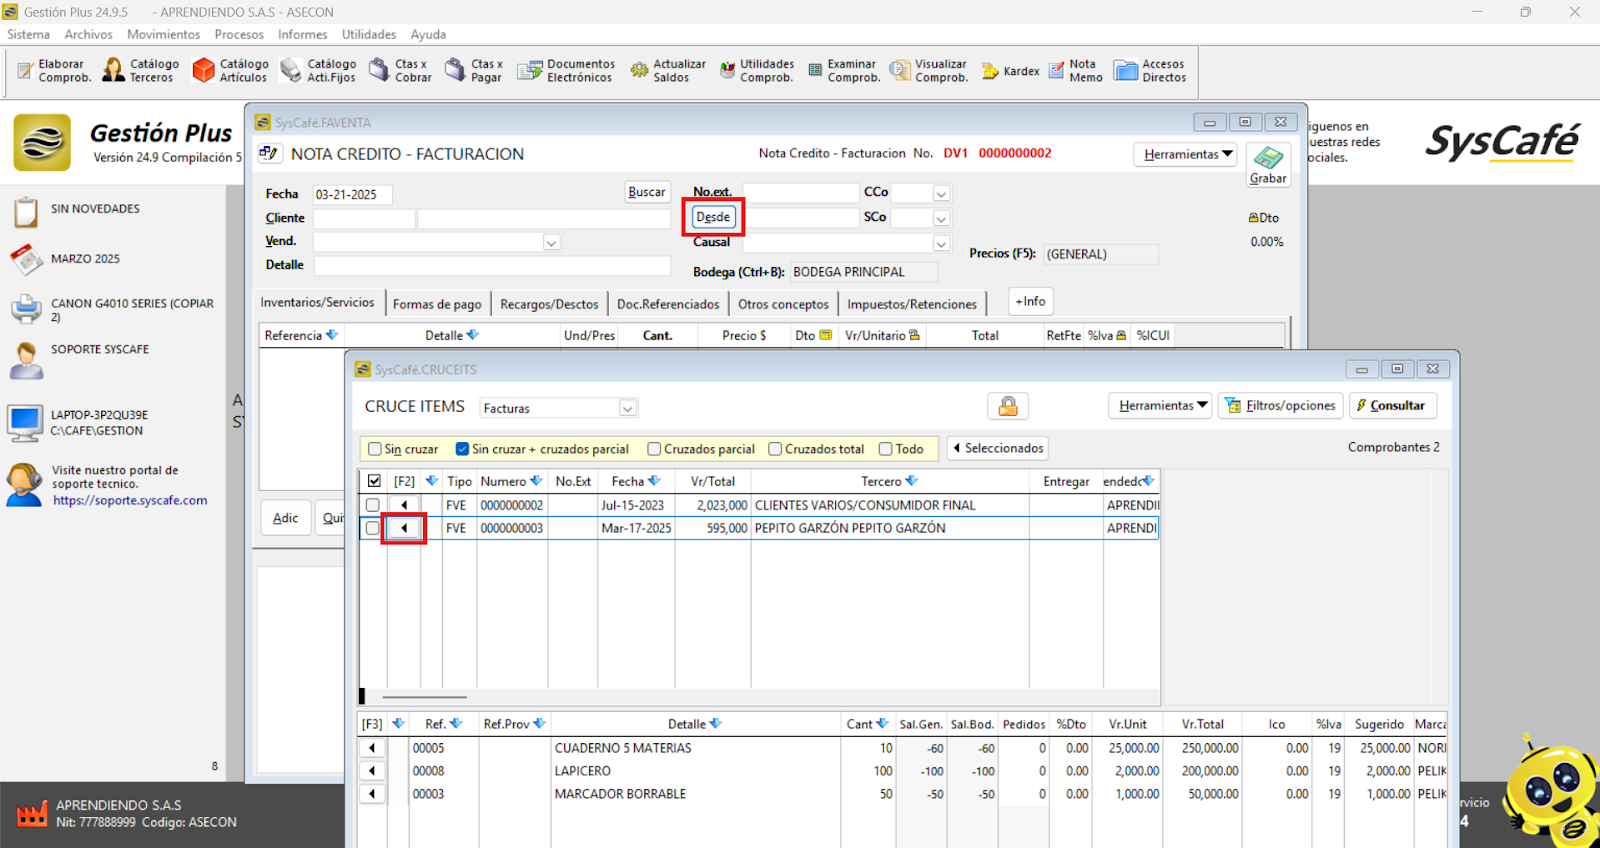 Gestión Plus 24.9.5 - APRENDIENDO S.A.S - ASECON
Sistema Archivos Movimientos Procesos Informes Utilidades Ayuda
Elaborar Comprob.
Catálogo Terceros
Catálogo Artículos
Catálogo Acti.Fijos
Ctas x Cobrar
Ctas x Pagar
Documentos Electrónicos
Actualizar Saldos
Utilidades Comprob.
Examinar Comprob.
Visualizar Comprob.
Kardex
Nota Memo
Accesos Directos
Gestión Plus
Versión 24.9 Compilación 5
iguenos en
uestras redes
ociales.
SysCafé
SIN NOVEDADES
MARZO 2025
CANON G4010 SERIES (COPIAR
2)
SOPORTE SYSCAFE
LAPTOP-3P2QU39E
C:\CAFE\GESTION
Visite nuestro portal de
soporte tecnico.
https://soporte.syscafe.com
8
A
SY
SysCafé.FAVENTA
NOTA CREDITO - FACTURACION
Nota Credito - Facturacion No. DV1 0000000002
Herramientas
Grabar
Fecha 03-21-2025 Buscar No.ext. CCo
Cliente Desde SCo Dto
Vend. Causal 0.00%
Precios (F5): (GENERAL)
Detalle Bodega (Ctrl+B): BODEGA PRINCIPAL
Inventarios/Servicios Formas de pago Recargos/Desctos Doc.Referenciados Otros conceptos Impuestos/Retenciones +Info
Referencia Detalle Und/Pres Cant. Precio $ Dto Vr/Unitario Total RetFte %Iva %ICUI
Adic Qui
SysCafé.CRUCEITS
CRUCE ITEMS Facturas Herramientas Filtros/opciones Consultar
Sin cruzar Sin cruzar + cruzados parcial Cruzados parcial Cruzados total Todo Seleccionados Comprobantes 2
[F2] Tipo Numero No.Ext Fecha Vr/Total Tercero Entregar endedc
FVE 0000000002 Jul-15-2023 2,023,000 CLIENTES VARIOS/CONSUMIDOR FINAL APRENDII
FVE 0000000003 Mar-17-2025 595,000 PEPITO GARZÓN PEPITO GARZÓN APRENDI
[F3] Ref. Ref.Prov Detalle Cant Sal.Gen. Sal.Bod. Pedidos %Dto Vr.Unit Vr.Total Ico %Iva Sugerido Marca
00005 CUADERNO 5 MATERIAS 10 -60 -60 0 0.00 25,000.00 250,000.00 0.00 19 25,000.00 NORI
00008 LAPICERO 100 -100 -100 0 0.00 2,000.00 200,000.00 0.00 19 2,000.00 PELIK
00003 MARCADOR BORRABLE 50 -50 -50 0 0.00 1,000.00 50,000.00 0.00 19 1,000.00 PELIK
APRENDIENDO S.A.S
Nit: 777888999 Codigo: ASECON
rvicio
4